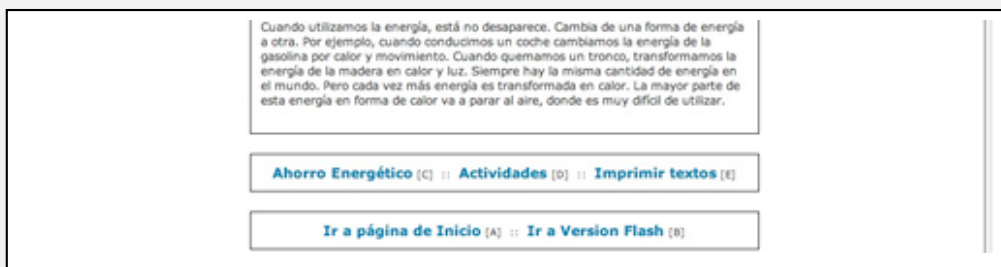 Cuando utilizamos la energía, está no desaparece. Cambia de una forma de energía
a otra. Por ejemplo, cuando conducimos un coche cambiamos la energía de la
gasolina por calor y movimiento. Cuando quemamos un tronco, transformamos la
energía de la madera en calor y luz. Siempre hay la misma cantidad de energía en
el mundo. Pero cada vez más energía es transformada en calor. La mayor parte de
esta energía en forma de calor va a parar al aire, donde es muy difícil de utilizar.
Ahorro Energético [C] :: Actividades [D] :: Imprimir textos [E]
Ir a página de Inicio [A] :: Ir a Version Flash [B]